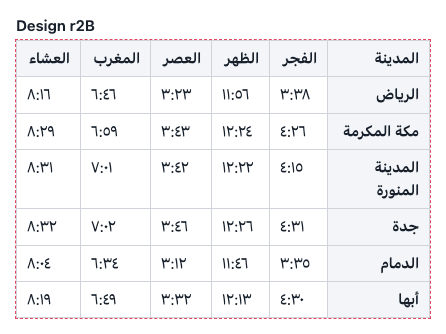 Design r2B
المدينة الفجر الظهر العصر المغرب العشاء
الرياض ٣:٣٨ ١١:٥٦ ٣:٢٣ ٦:٤٦ ٨:١٦
مكة المكرمة ٤:٢٦ ١٢:٢٤ ٣:٤٣ ٦:٥٩ ٨:٢٩
المدينة المنورة ٤:١٥ ١٢:٢٢ ٣:٤٢ ٧:٠١ ٨:٣١
جدة ٤:٣١ ١٢:٢٦ ٣:٤٦ ٧:٠٢ ٨:٣٢
الدمام ٣:٣٥ ١١:٤٦ ٣:١٢ ٦:٣٤ ٨:٠٤
أبها ٤:٣٠ ١٢:١٣ ٣:٣٢ ٦:٤٩ ٨:١٩